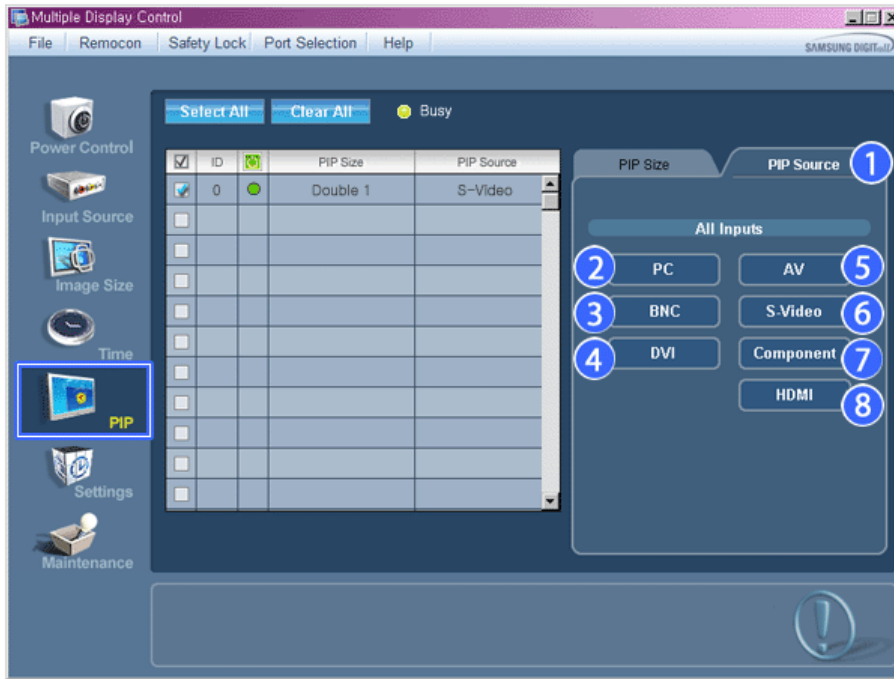 Multiple Display Control
File Remocon Safety Lock Port Selection Help
SAMSUNG DIGITall
Select All Clear All Busy
Power Control
Input Source
Image Size
Time
PIP
Settings
Maintenance
ID PIP Size PIP Source
0 Double 1 S-Video
PIP Size PIP Source 1
All Inputs
2 PC AV 5
3 BNC S-Video 6
4 DVI Component 7
HDMI 8